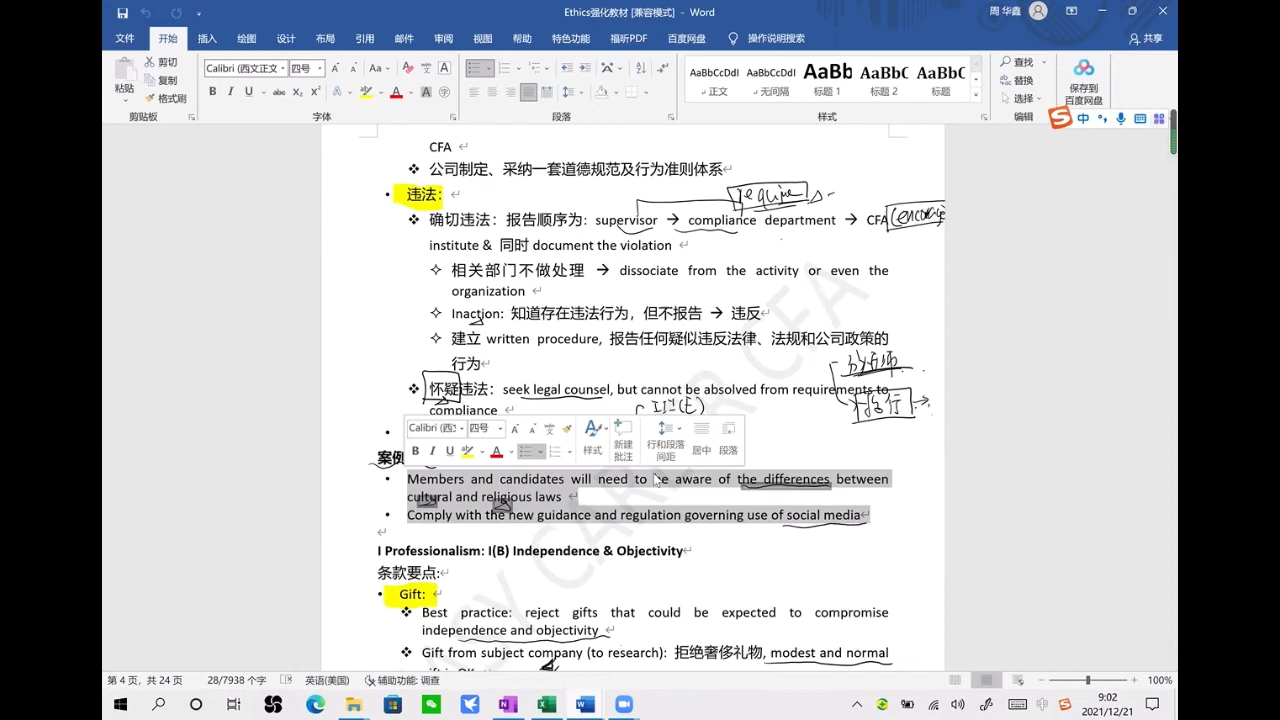 Ethics强化教材 [兼容模式] - Word
周 华鑫
文件 开始 插入 绘图 设计 布局 引用 邮件 审阅 视图 帮助 特色功能 福昕PDF 百度网盘 操作说明搜索 共享
粘贴 剪切 复制 格式刷
Calibri (西文正文) 四号
AaBbCcDdI AaBbCcDdI AaBb AaBbC AaBbC
正文 无间隔 标题 1 标题 2 标题
查找 替换 选择
保存到百度网盘
剪贴板 字体 段落 样式 编辑 保存
中
CFA
公司制定、采纳一套道德规范及行为准则体系
违法:
require
确切违法: 报告顺序为: supervisor → compliance department → CFA
institute & 同时 document the violation
相关部门不做处理 → dissociate from the activity or even the
organization
Inaction: 知道存在违法行为, 但不报告 → 违反
建立 written procedure, 报告任何疑似违反法律、法规和公司政策的
行为
怀疑违法: seek legal counsel, but cannot be absolved from requirements to
compliance
Calibri (西 四号
样式 新建批注 行和段落间距 居中 段落
案例
Members and candidates will need to be aware of the differences between
cultural and religious laws
Comply with the new guidance and regulation governing use of social media
I Professionalism: I(B) Independence & Objectivity
条款要点:
Gift:
Best practice: reject gifts that could be expected to compromise
independence and objectivity
Gift from subject company (to research): 拒绝奢侈礼物, modest and normal
第 4 页, 共 24 页 28/7938 个字 英语(美国) 辅助功能: 调查 100%
9:02
2021/12/21